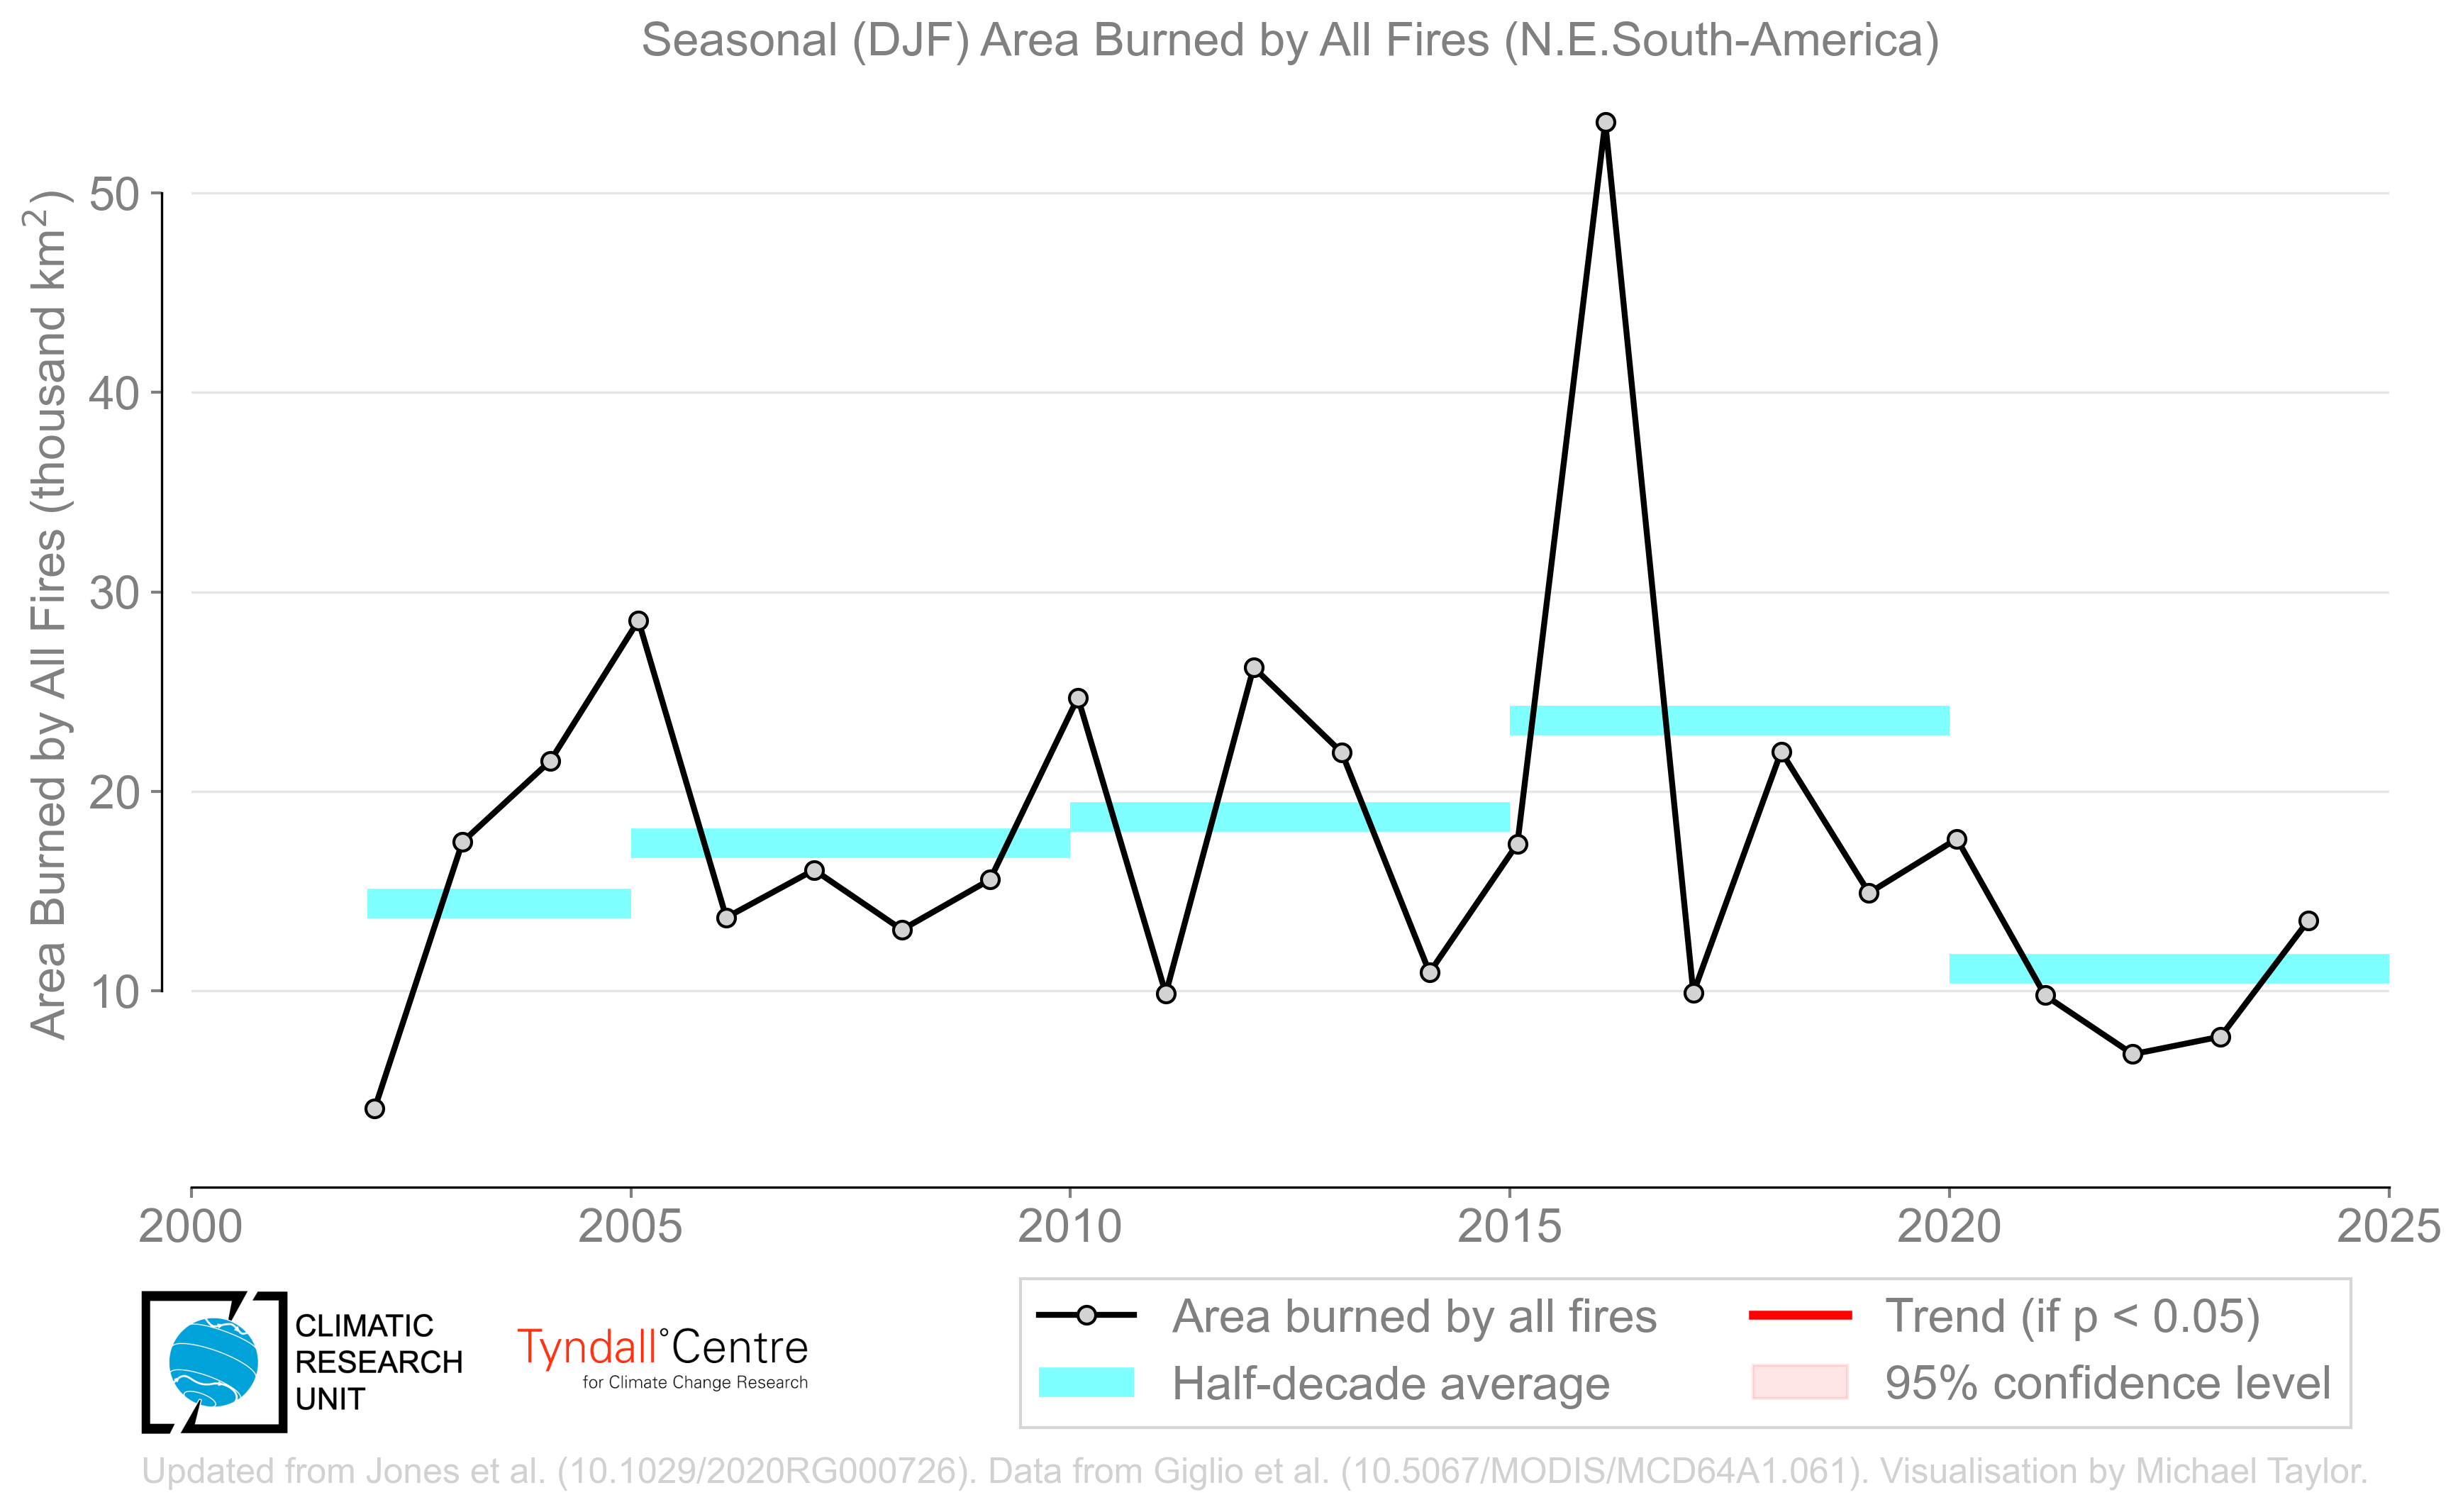 Seasonal (DJF) Area Burned by All Fires (N.E.South-America)
Area Burned by All Fires (thousand km²)
50
40
30
20
10
2000 2005 2010 2015 2020 2025
CLIMATIC
RESEARCH
UNIT
Tyndall°Centre
for Climate Change Research
Area burned by all fires
Half-decade average
Trend (if p < 0.05)
95% confidence level
Updated from Jones et al. (10.1029/2020RG000726). Data from Giglio et al. (10.5067/MODIS/MCD64A1.061). Visualisation by Michael Taylor.